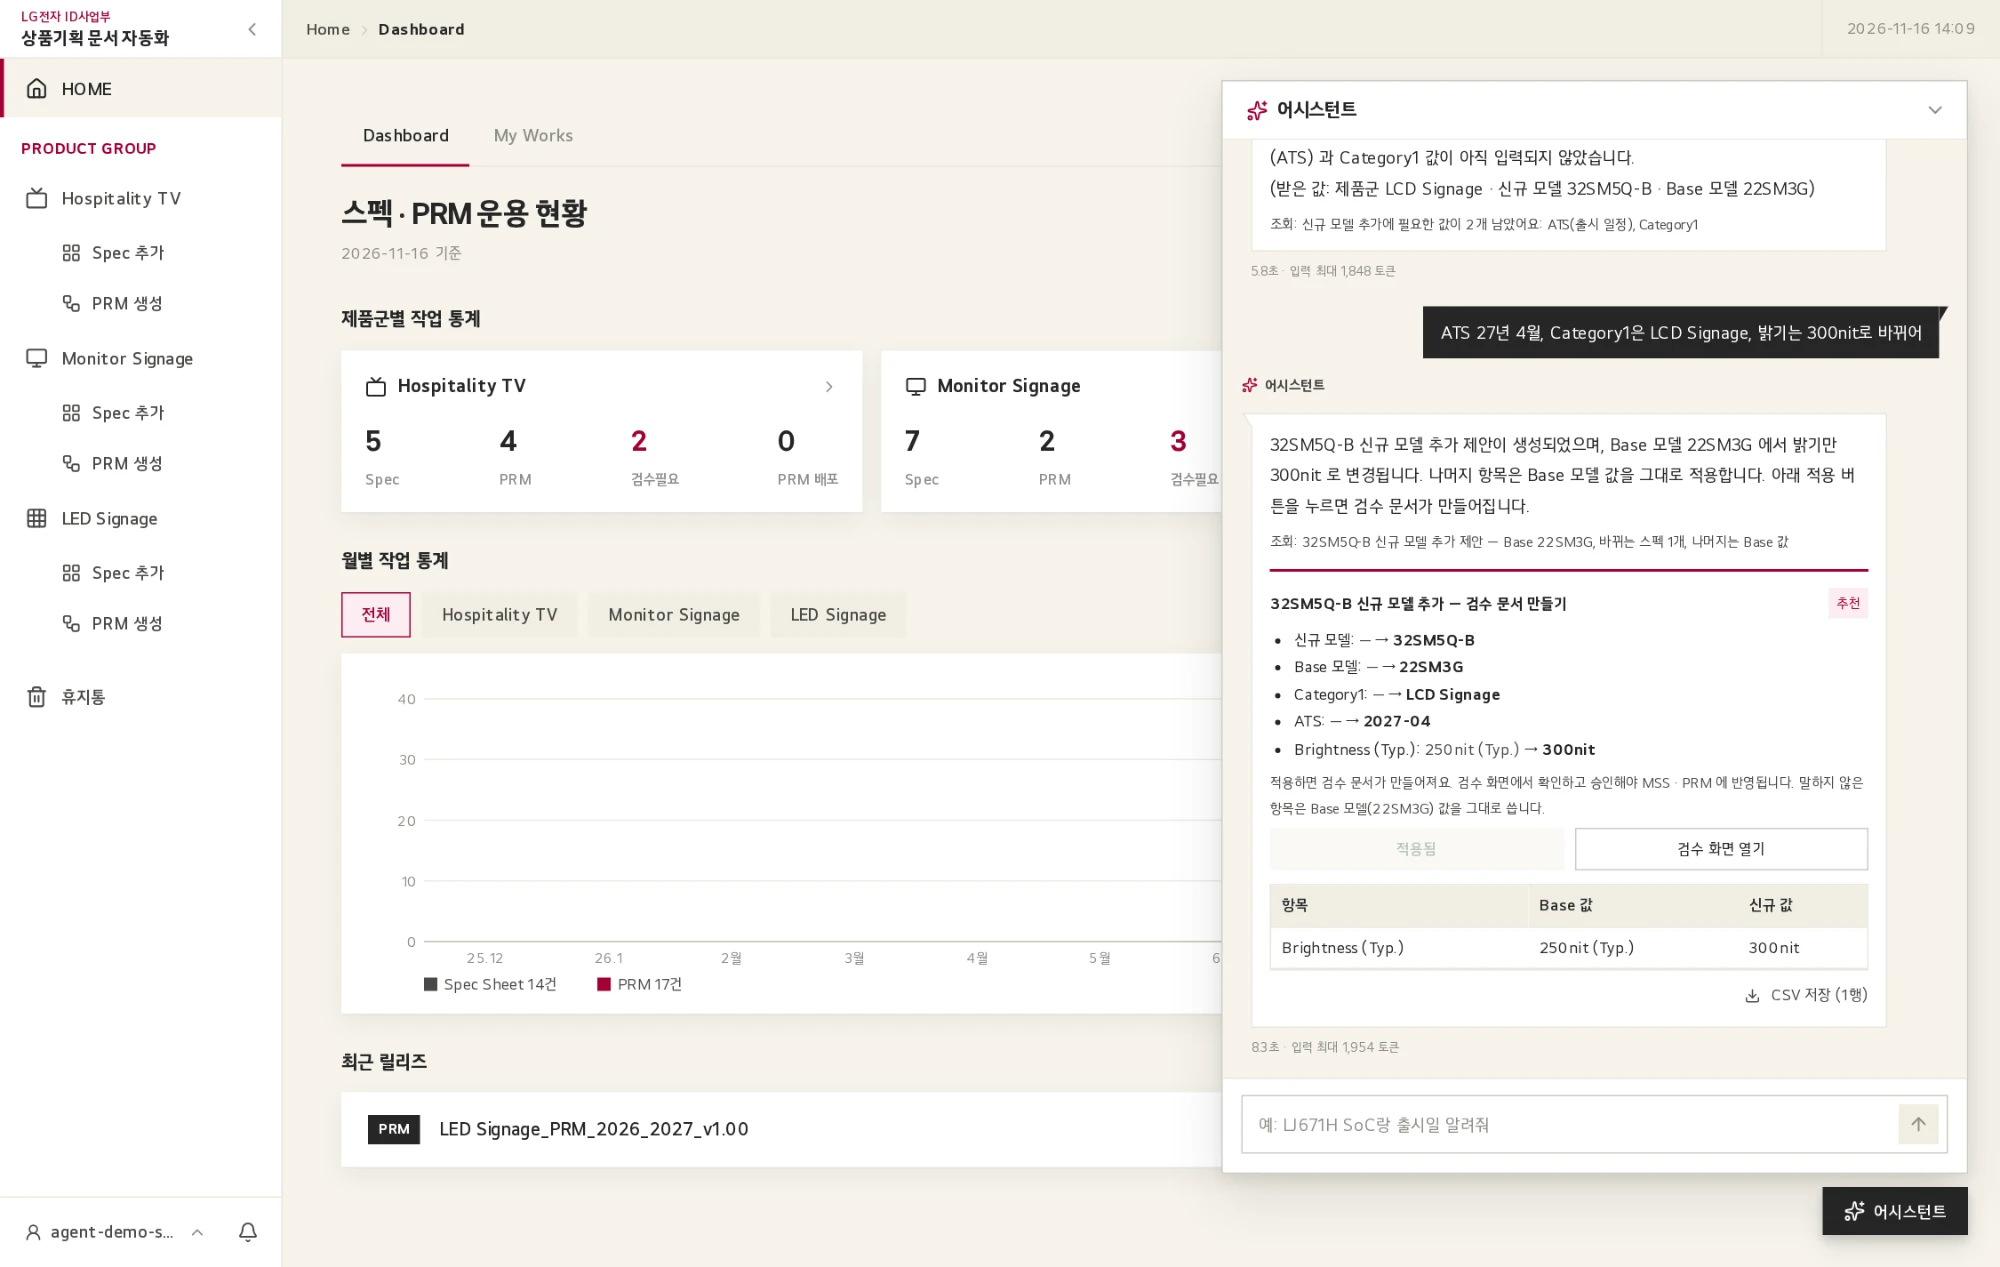 LG전자 ID사업부
상품기획 문서 자동화
HOME
PRODUCT GROUP
Hospitality TV
Spec 추가
PRM 생성
Monitor Signage
Spec 추가
PRM 생성
LED Signage
Spec 추가
PRM 생성
휴지통
agent-demo-s...
Home > Dashboard
2026-11-16 14:09
Dashboard
My Works
스펙 · PRM 운용 현황
2026-11-16 기준
제품군별 작업 통계
Hospitality TV
5 4 2 0
Spec PRM 검수필요 PRM 배포
Monitor Signage
7 2 3
Spec PRM 검수필요
월별 작업 통계
전체 Hospitality TV Monitor Signage LED Signage
40
30
20
10
0
25.12 26.1 2월 3월 4월 5월 6
Spec Sheet 14건 PRM 17건
최근 릴리즈
PRM LED Signage_PRM_2026_2027_v1.00
어시스턴트
(ATS) 과 Category1 값이 아직 입력되지 않았습니다.
(받은 값: 제품군 LCD Signage · 신규 모델 32SM5Q-B · Base 모델 22SM3G)
조회: 신규 모델 추가에 필요한 값이 2개 남았어요: ATS(출시 일정), Category1
5.8초 · 입력 최대 1,848 토큰
ATS 27년 4월, Category1은 LCD Signage, 밝기는 300nit로 바뀌어
어시스턴트
32SM5Q-B 신규 모델 추가 제안이 생성되었으며, Base 모델 22SM3G 에서 밝기만
300nit 로 변경됩니다. 나머지 항목은 Base 모델 값을 그대로 적용합니다. 아래 적용 버
튼을 누르면 검수 문서가 만들어집니다.
조회: 32SM5Q-B 신규 모델 추가 제안 — Base 22SM3G, 바뀌는 스펙 1개, 나머지는 Base 값
32SM5Q-B 신규 모델 추가 — 검수 문서 만들기
추천
• 신규 모델: — → 32SM5Q-B
• Base 모델: — → 22SM3G
• Category1: — → LCD Signage
• ATS: — → 2027-04
• Brightness (Typ.): 250nit (Typ.) → 300nit
적용하면 검수 문서가 만들어져요. 검수 화면에서 확인하고 승인해야 MSS · PRM 에 반영됩니다. 말하지 않은
항목은 Base 모델(22SM3G) 값을 그대로 씁니다.
적용됨
검수 화면 열기
항목 Base 값 신규 값
Brightness (Typ.) 250nit (Typ.) 300nit
CSV 저장 (1행)
8.3초 · 입력 최대 1,954 토큰
예: LJ671H SoC랑 출시일 알려줘
어시스턴트